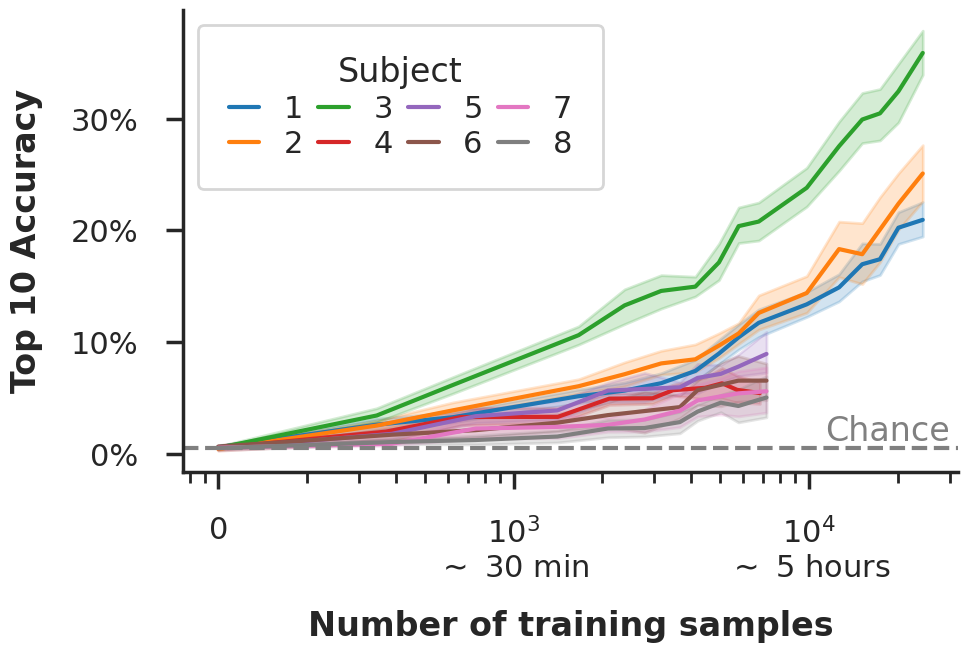 Top 10 Accuracy
30%
20%
10%
0%
Subject
1 3 5 7
2 4 6 8
Chance
0 10³ 10⁴
~ 30 min ~ 5 hours
Number of training samples